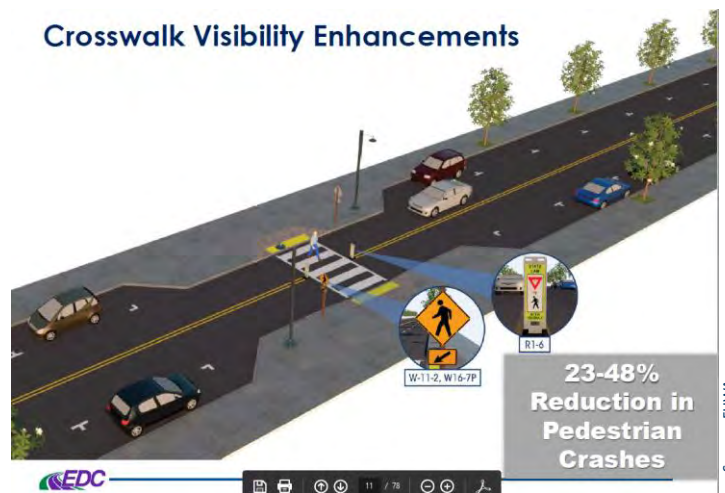 Crosswalk Visibility Enhancements
R1-6
W-11-2, W16-7P
23-48%
Reduction in
Pedestrian
Crashes
EDC
11 / 78